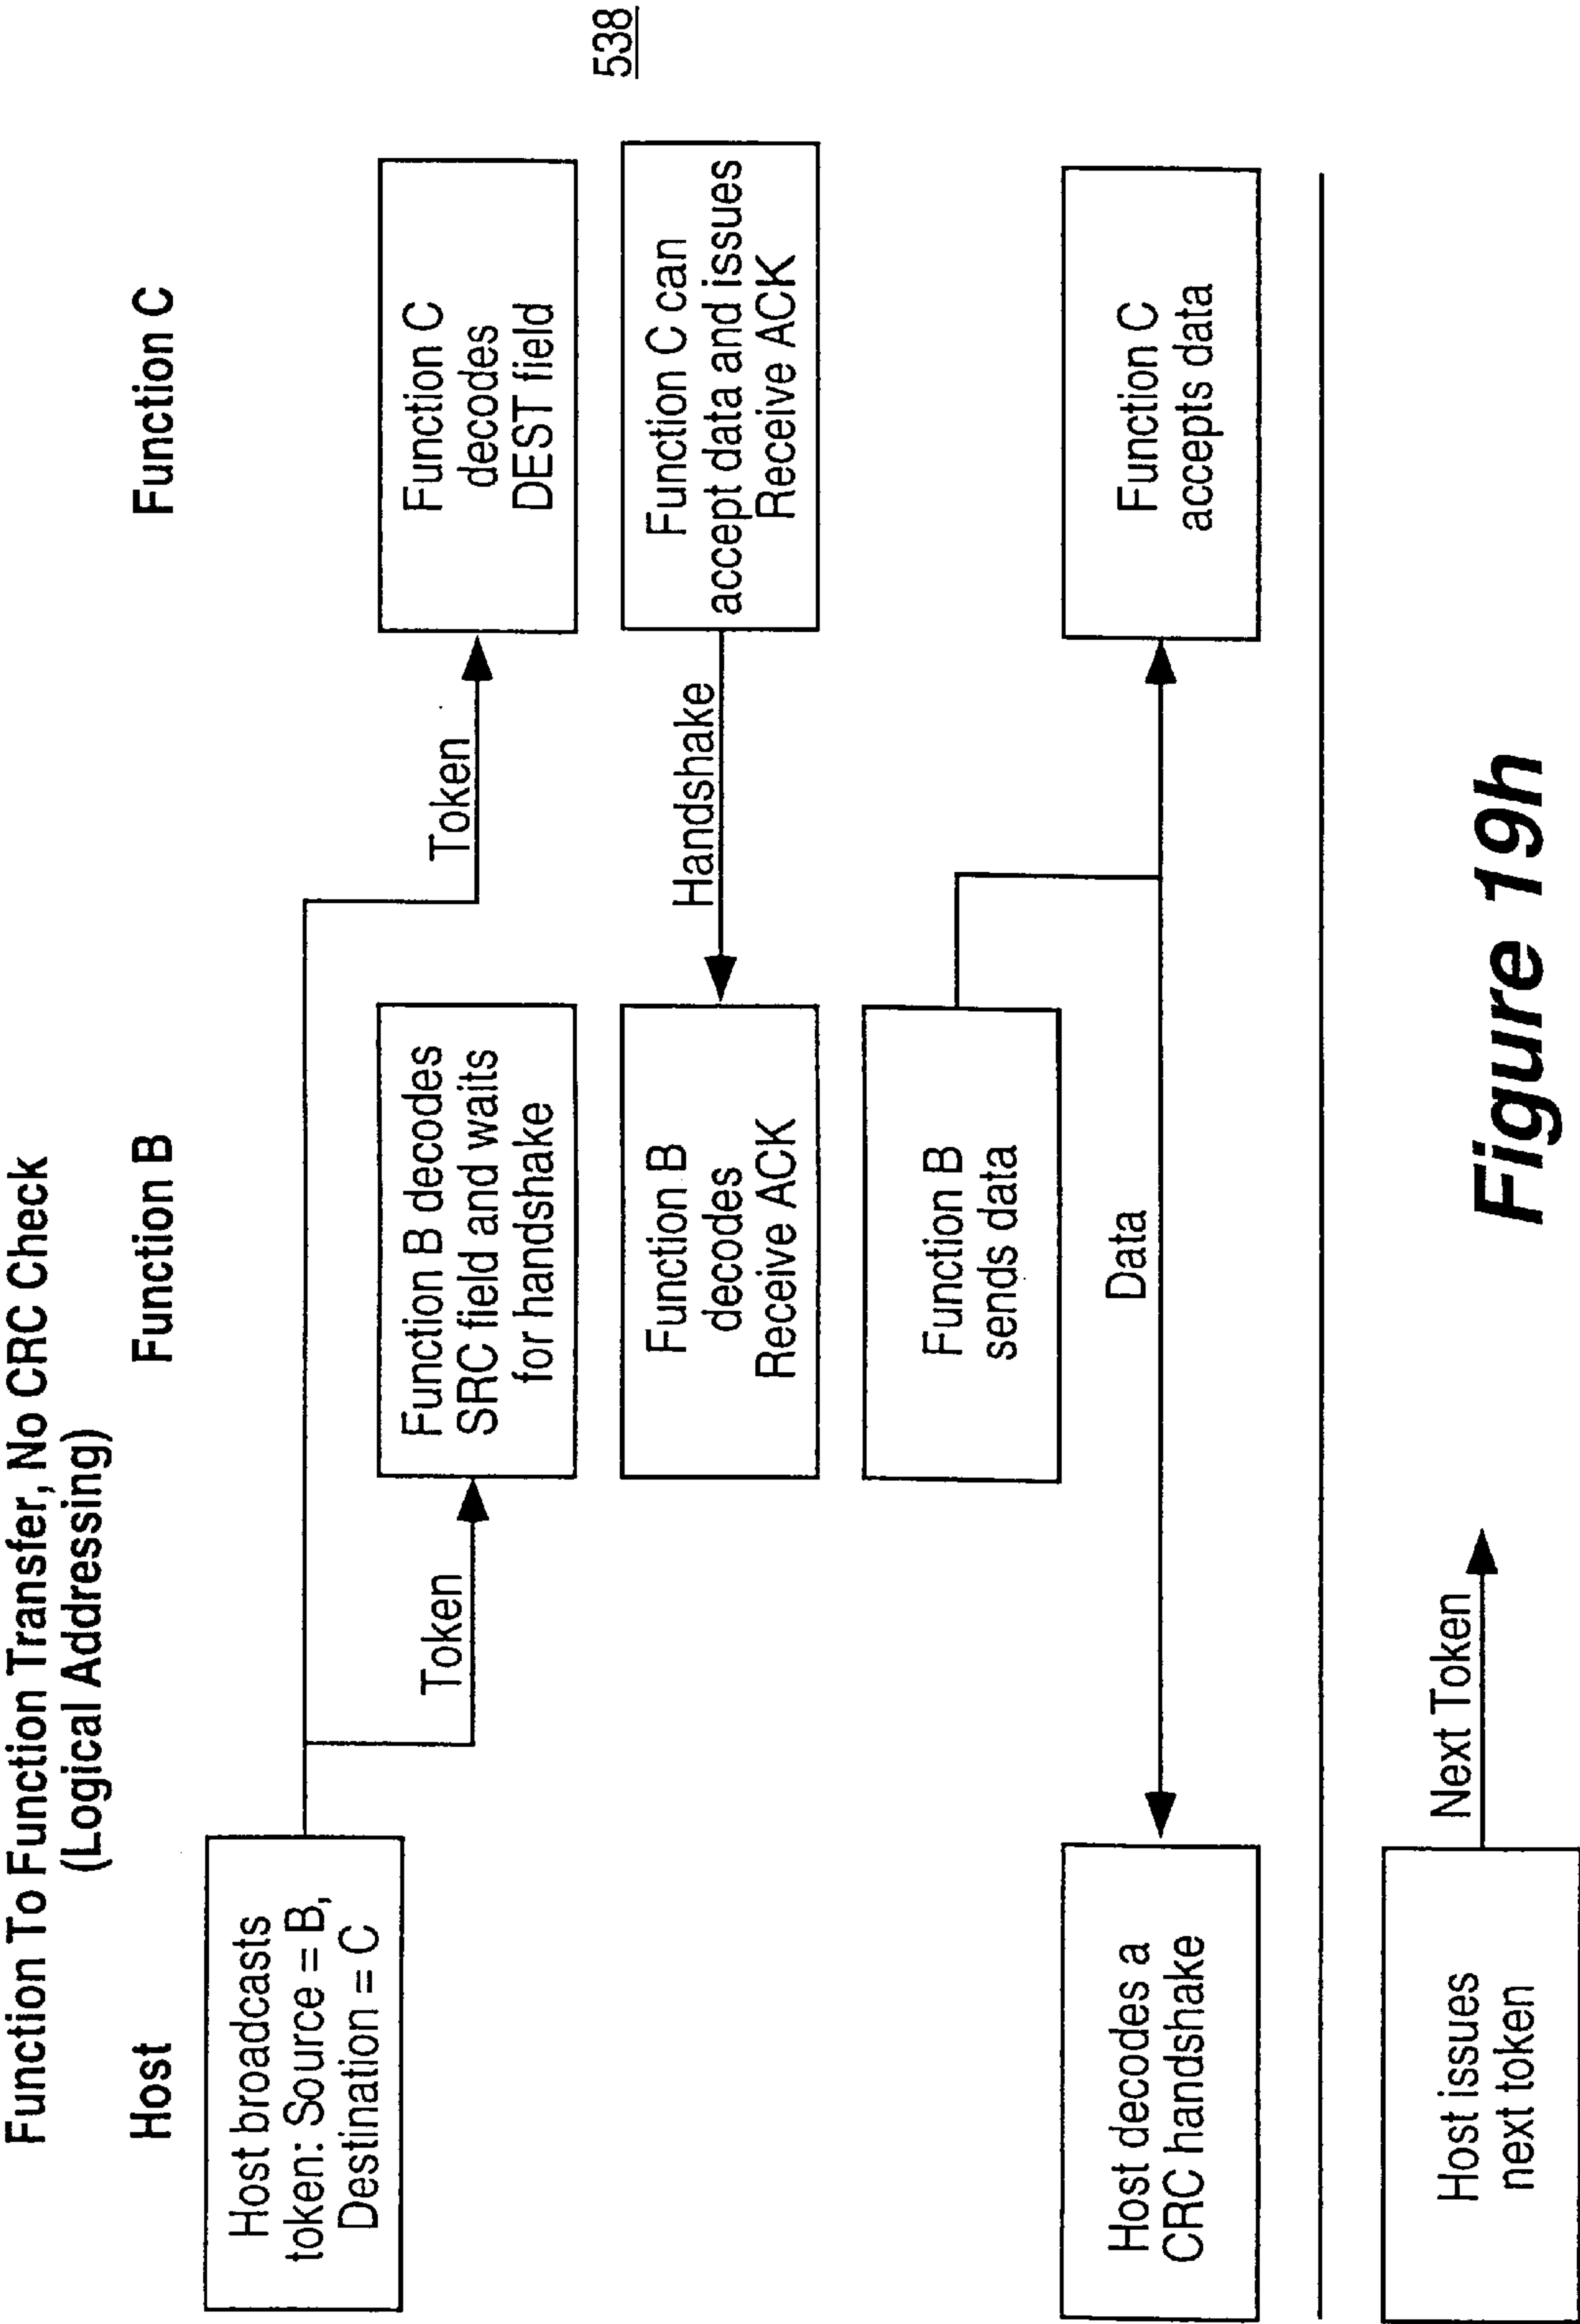 Function To Function Transfer, No CRC Check
(Logical Addressing)
Host
Function B
Function C
Host broadcasts
token: Source = B,
Destination = C
Token
Function B decodes
SRC field and waits
for handshake
Token
Function C
decodes
DEST field
538
Function B
decodes
Receive ACK
Handshake
Function C can
accept data and issues
Receive ACK
Function B
sends data
Host decodes a
CRC handshake
Data
Function C
accepts data
Host issues
next token
Next Token
Figure 19h